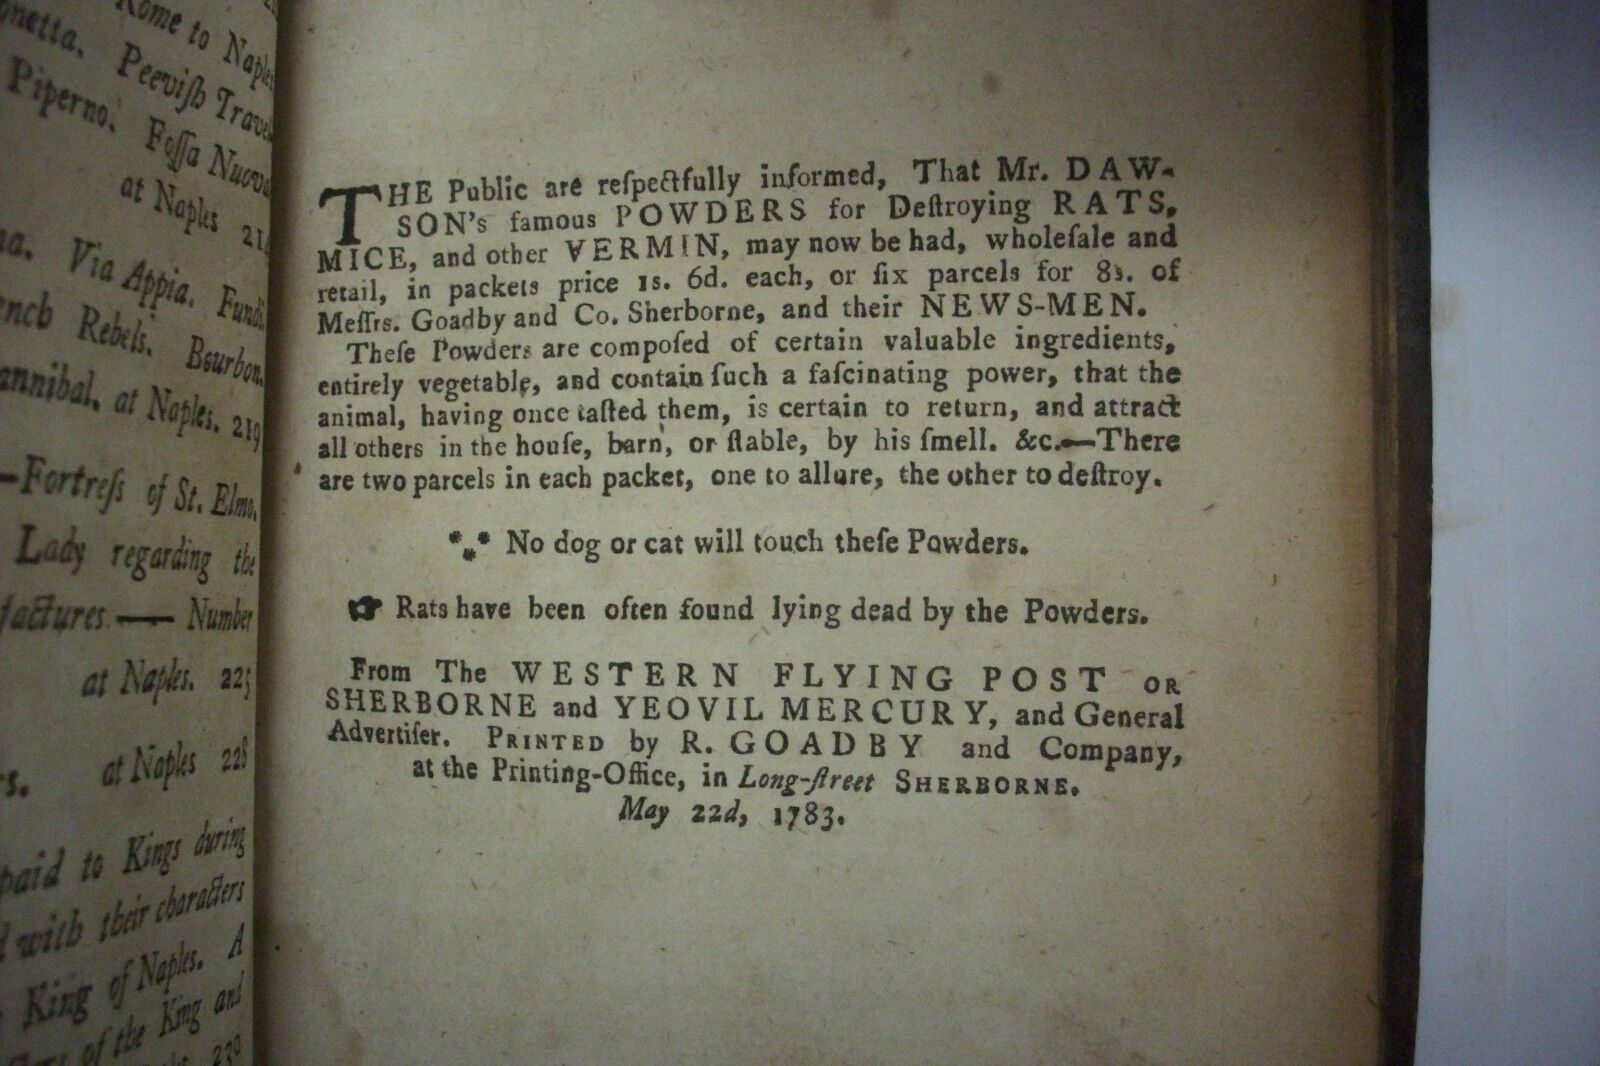 Rome to Naples
netta. Peeviſh Travel
Piperno. Foſſa Nuova
at Naples 214
na. Via Appia. Fundi.
ench Rebels. Bourbon.
annibal. at Naples. 219
—Fortreſs of St. Elmo.
Lady regarding the
factures.—— Number
at Naples. 225
at Naples 228
rs.
paid to Kings during
d with their characters
King of Naples. A
of the King and
230
THE Public are reſpectfully informed, That Mr. DAW-
SON's famous POWDERS for Deſtroying RATS,
MICE, and other VERMIN, may now be had, wholeſale and
retail, in packets price 1s. 6d. each, or ſix parcels for 8s. of
Meſſrs. Goadby and Co. Sherborne, and their NEWS-MEN.
Theſe Powders are compoſed of certain valuable ingredients,
entirely vegetable, and contain ſuch a faſcinating power, that the
animal, having once taſted them, is certain to return, and attract
all others in the houſe, barn, or ſtable, by his ſmell. &c.—There
are two parcels in each packet, one to allure, the other to deſtroy.
*⁎* No dog or cat will touch theſe Powders.
☛ Rats have been often found lying dead by the Powders.
From The WESTERN FLYING POST OR
SHERBORNE and YEOVIL MERCURY, and General
Advertiſer. PRINTED by R. GOADBY and Company,
at the Printing-Office, in Long-ſtreet SHERBORNE.
May 22d, 1783.